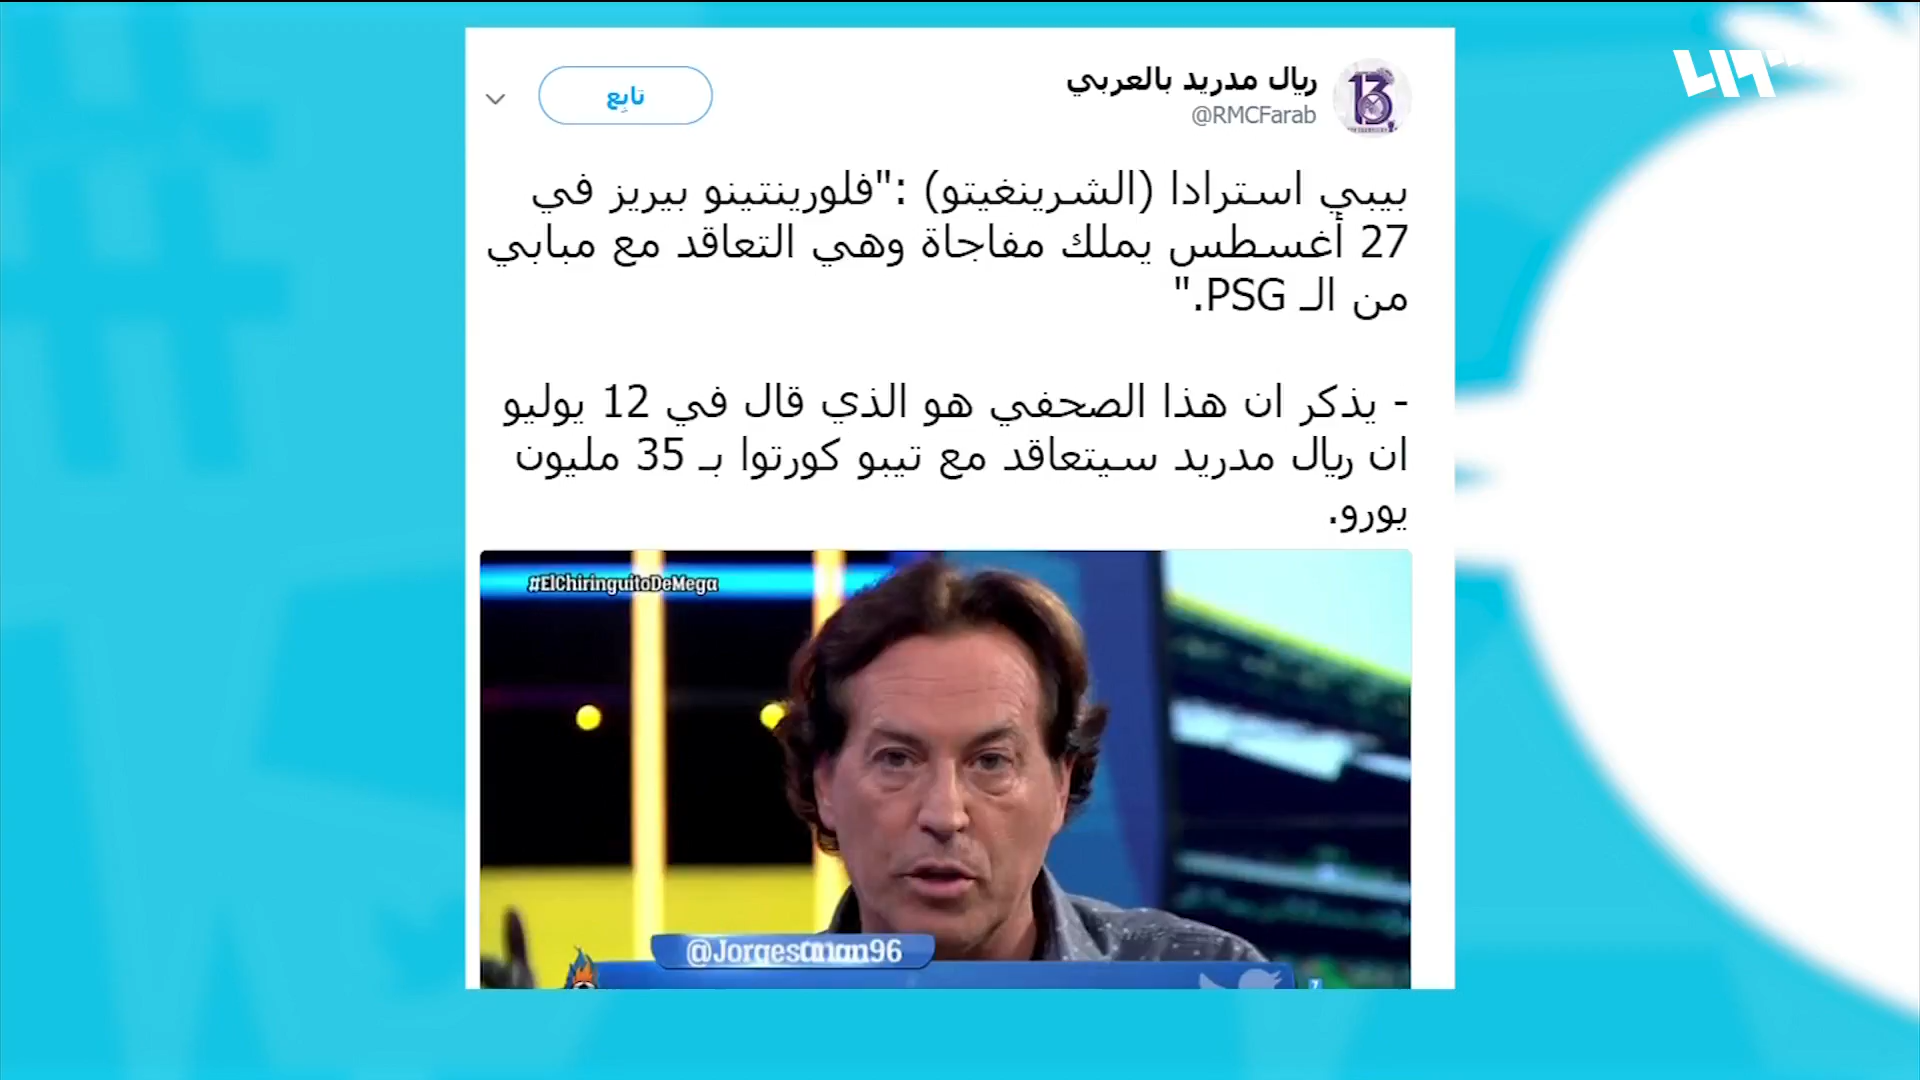 ريال مدريد بالعربي
@RMCFarab
تابِع
بيبي استرادا (الشرينغيتو) :"فلورينتينو بيريز في
27 أغسطس يملك مفاجاة وهي التعاقد مع مبابي
من الـ PSG."
- يذكر ان هذا الصحفي هو الذي قال في 12 يوليو
ان ريال مدريد سيتعاقد مع تيبو كورتوا بـ 35 مليون
يورو.
#ElChiringuitoDeMega
13